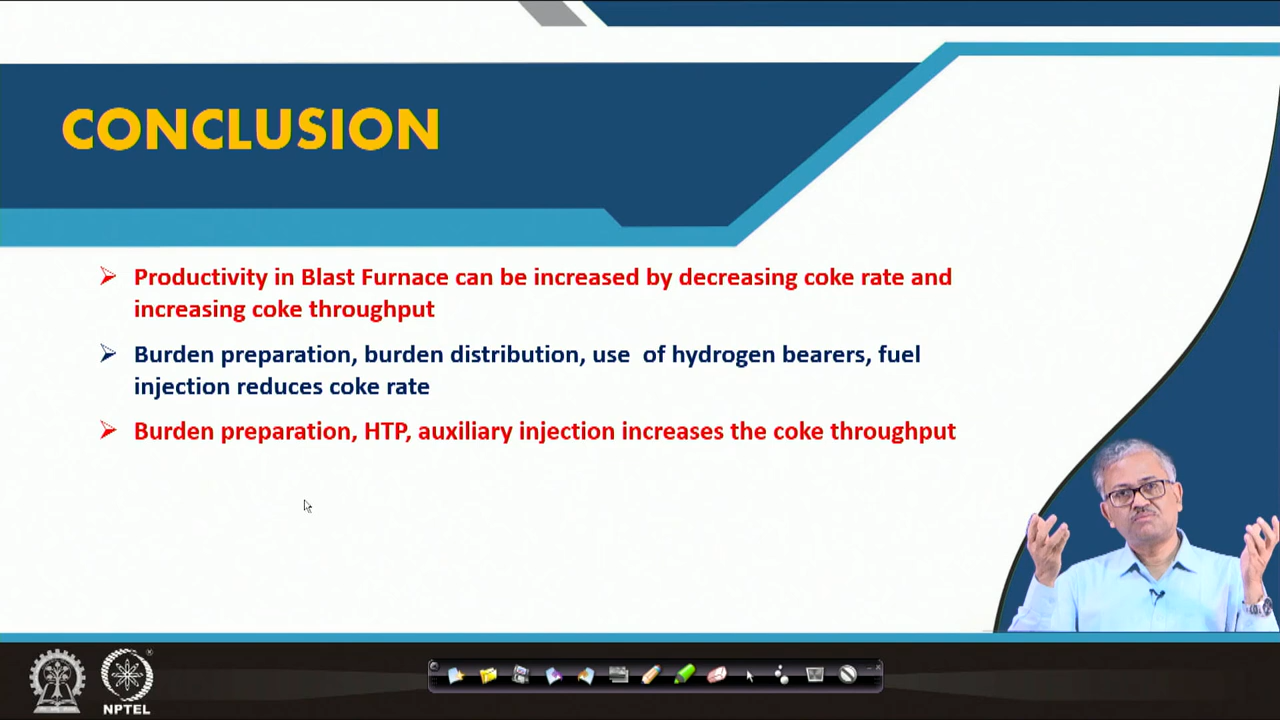 CONCLUSION
Productivity in Blast Furnace can be increased by decreasing coke rate and
increasing coke throughput
Burden preparation, burden distribution, use of hydrogen bearers, fuel
injection reduces coke rate
Burden preparation, HTP, auxiliary injection increases the coke throughput
NPTEL